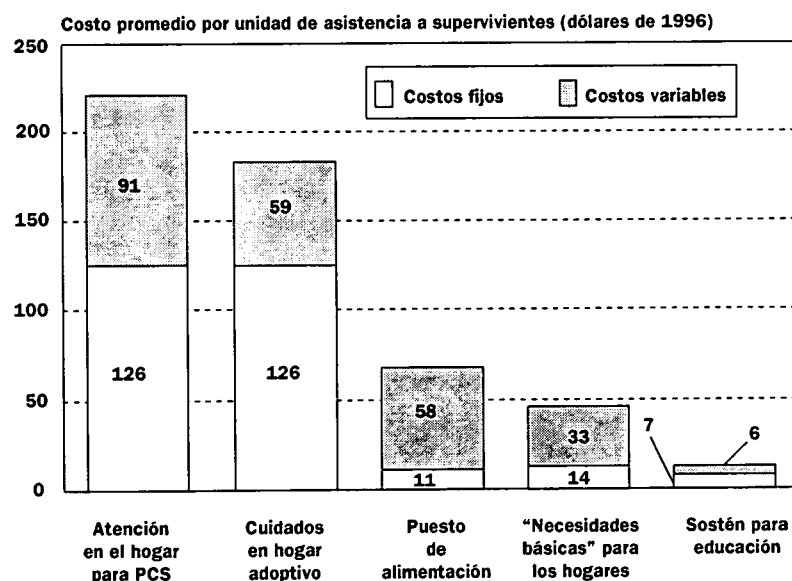 Costo promedio por unidad de asistencia a supervivientes (dólares de 1996)
250
200
150
100
50
0
Costos fijos
Costos variables
91
126
59
126
58
11
33
14
7
6
Atención
en el hogar
para PCS
Cuidados
en hogar
adoptivo
Puesto
de
alimentación
“Necesidades
básicas” para
los hogares
Sostén para
educación